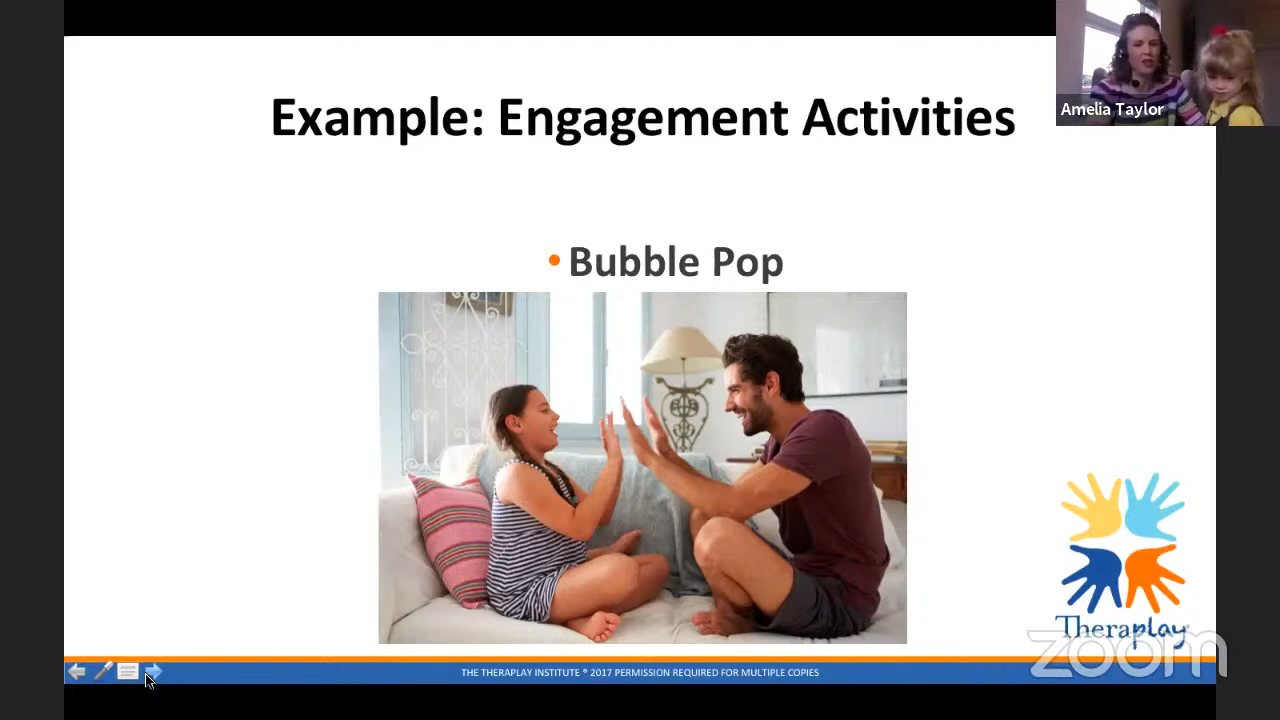 Example: Engagement Activities
Amelia Taylor
• Bubble Pop
Theraplay®
zoom
THE THERAPLAY INSTITUTE ® 2017 PERMISSION REQUIRED FOR MULTIPLE COPIES